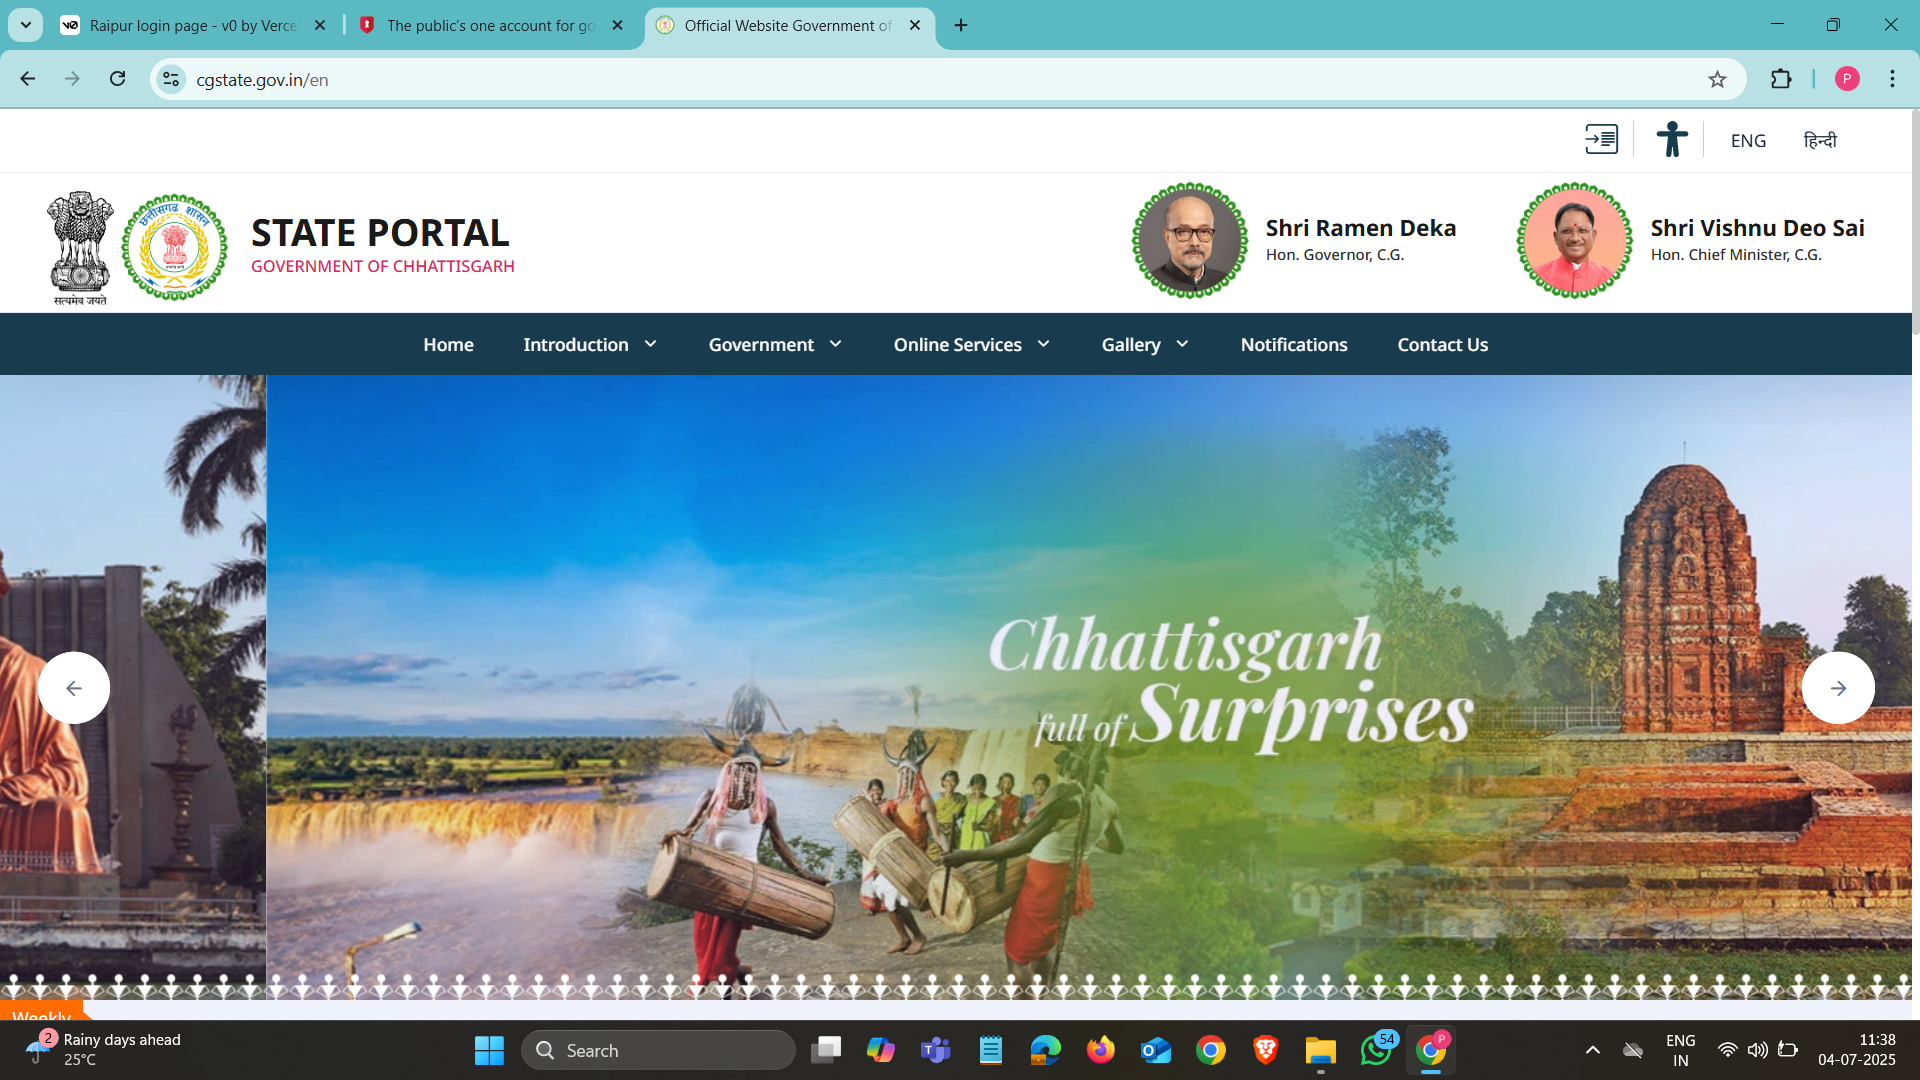 Raipur login page - v0 by Verce
The public's one account for go
Official Website Government of
cgstate.gov.in/en
P
ENG
हिन्दी
छत्तीसगढ़ शासन
सत्यमेव जयते
STATE PORTAL
GOVERNMENT OF CHHATTISGARH
Shri Ramen Deka
Hon. Governor, C.G.
Shri Vishnu Deo Sai
Hon. Chief Minister, C.G.
Home
Introduction
Government
Online Services
Gallery
Notifications
Contact Us
Chhattisgarh
full of Surprises
Weekly
2
Rainy days ahead
25°C
Search
54
P
ENG
IN
11:38
04-07-2025